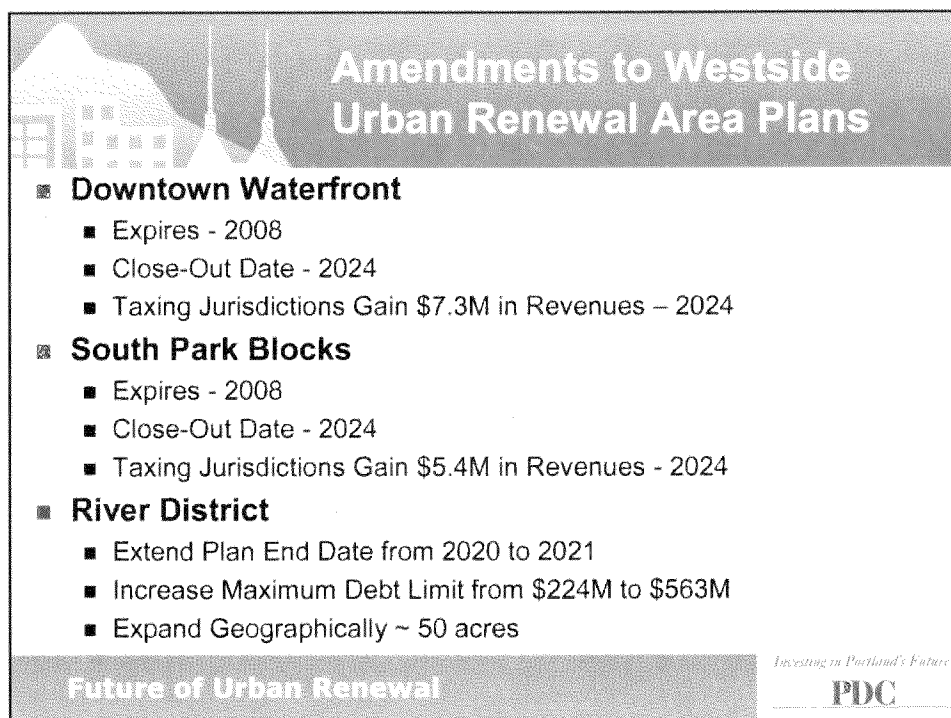 Amendments to Westside
Urban Renewal Area Plans
Downtown Waterfront
Expires - 2008
Close-Out Date - 2024
Taxing Jurisdictions Gain $7.3M in Revenues – 2024
South Park Blocks
Expires - 2008
Close-Out Date - 2024
Taxing Jurisdictions Gain $5.4M in Revenues - 2024
River District
Extend Plan End Date from 2020 to 2021
Increase Maximum Debt Limit from $224M to $563M
Expand Geographically ~ 50 acres
Future of Urban Renewal
Investing in Portland's Future
PDC